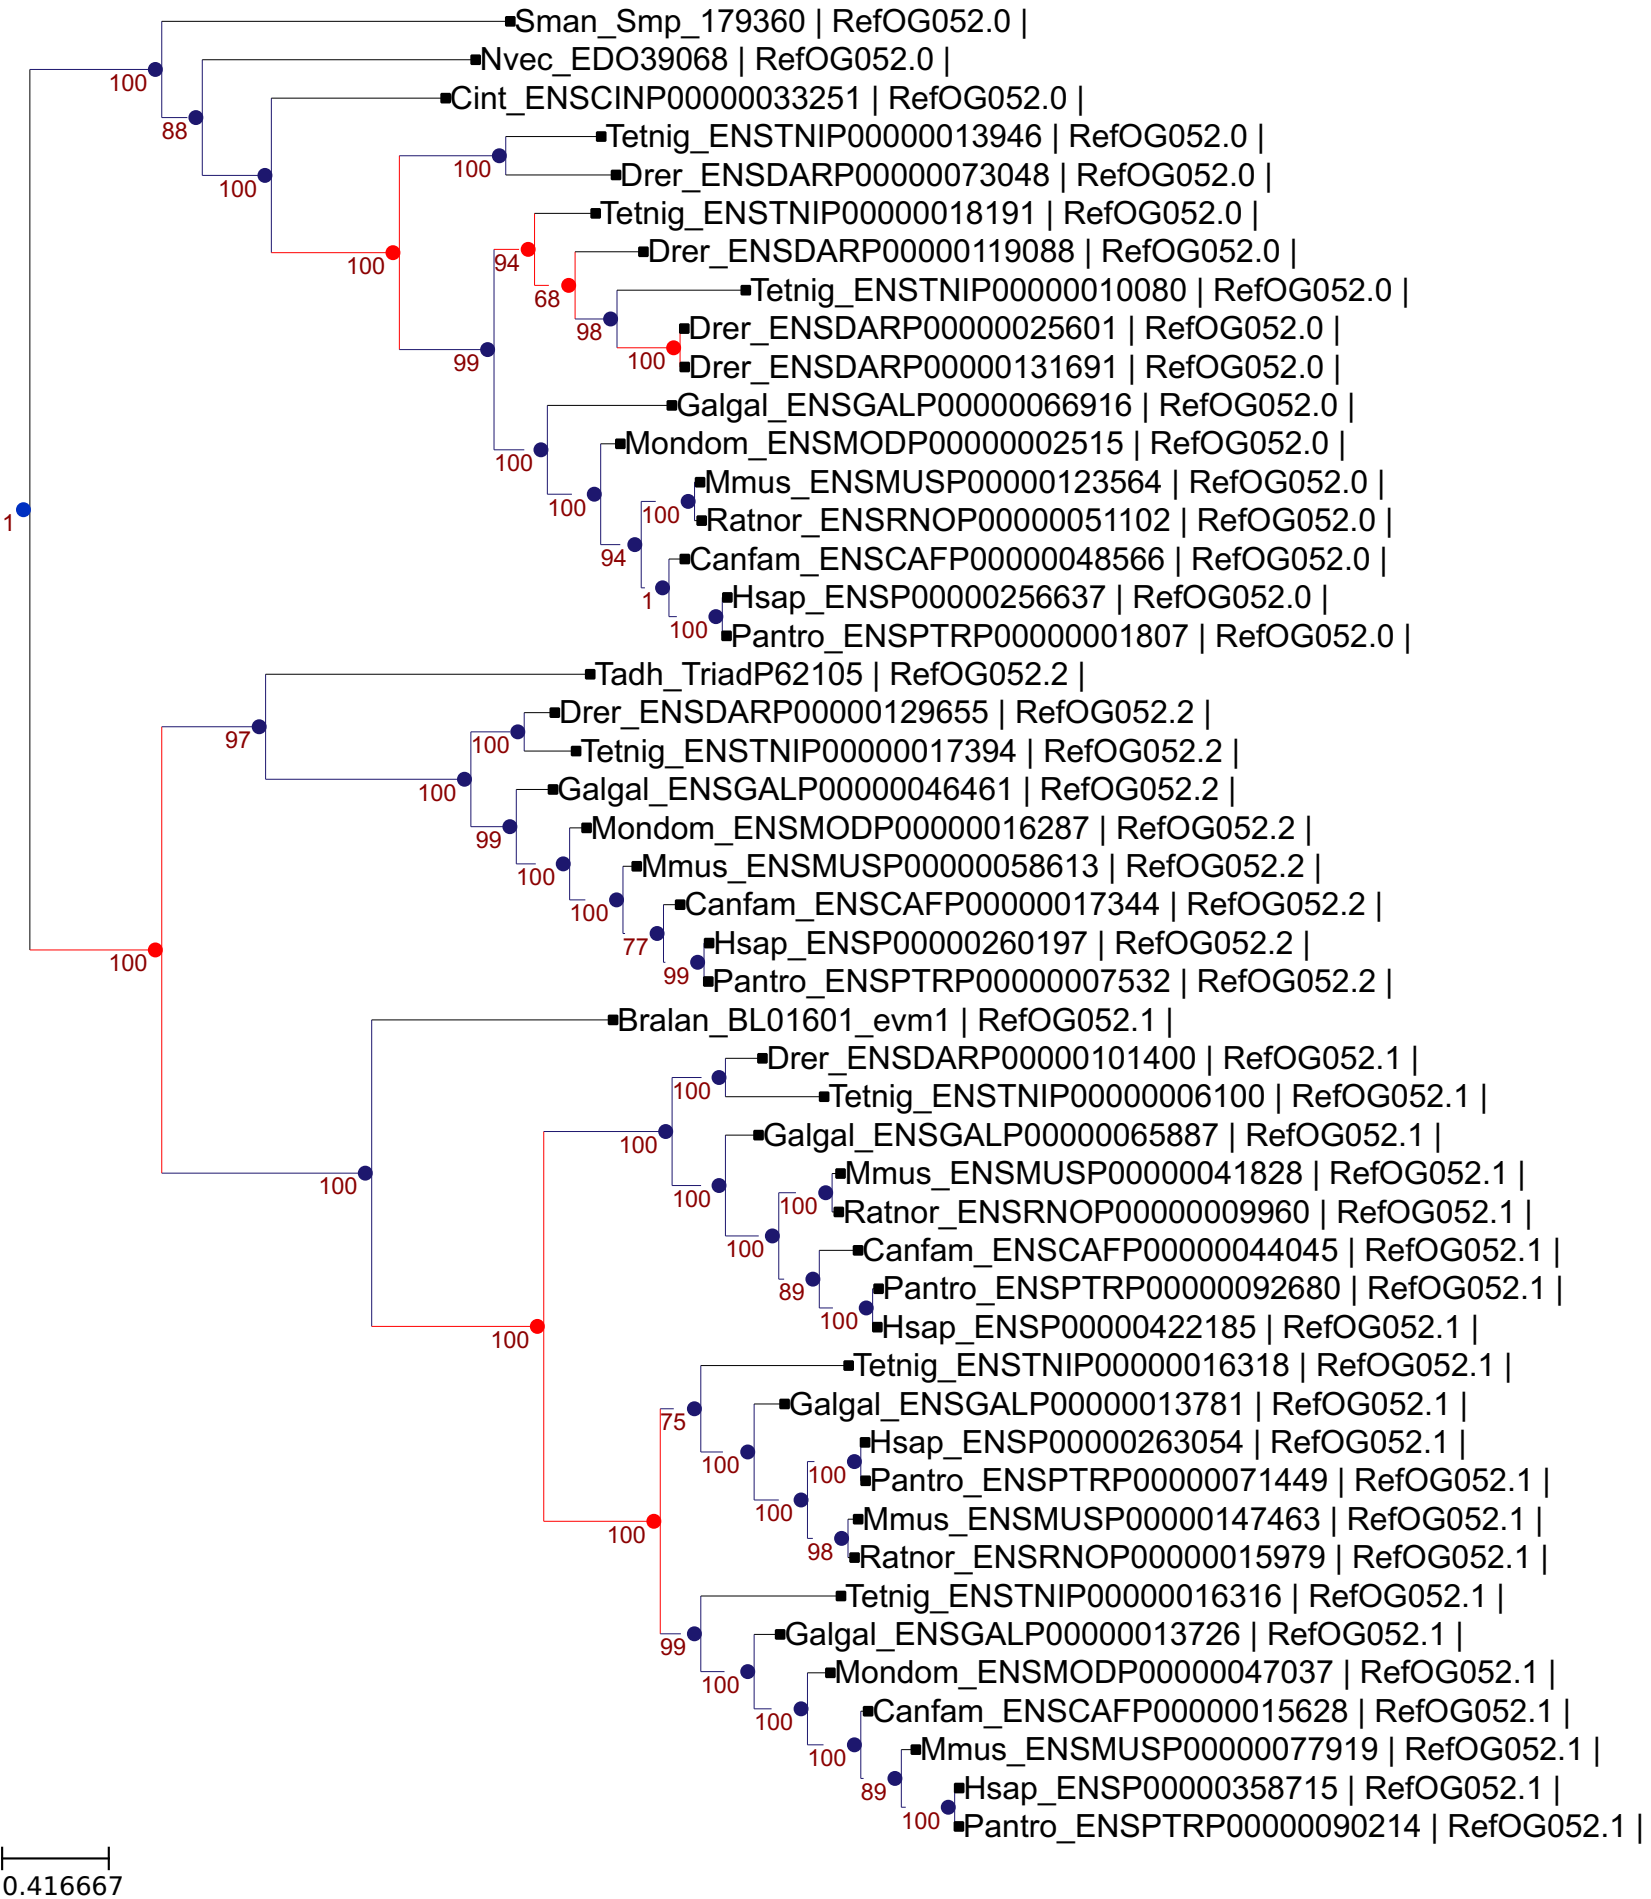 Sman_Smp_179360 | RefOG052.0 |
Nvec_EDO39068 | RefOG052.0 |
100
Cint_ENSCINP00000033251 | RefOG052.0 |
88
Tetnig_ENSTNIP00000013946 | RefOG052.0 |
100
Drer_ENSDARP00000073048 | RefOG052.0 |
100
Tetnig_ENSTNIP00000018191 | RefOG052.0 |
Drer_ENSDARP00000119088 | RefOG052.0 |
100
94
Tetnig_ENSTNIP00000010080 | RefOG052.0 |
68
Drer_ENSDARP00000025601 | RefOG052.0 |
98
99
100
Drer_ENSDARP00000131691 | RefOG052.0 |
Galgal_ENSGALP00000066916 | RefOG052.0 |
Mondom_ENSMODP00000002515 | RefOG052.0 |
100
Mmus_ENSMUSP00000123564 | RefOG052.0 |
100
100
1
Ratnor_ENSRNOP00000051102 | RefOG052.0 |
94
Canfam_ENSCAFP00000048566 | RefOG052.0 |
1
Hsap_ENSP00000256637 | RefOG052.0 |
100
Pantro_ENSPTRP00000001807 | RefOG052.0 |
Tadh_TriadP62105 | RefOG052.2 |
Drer_ENSDARP00000129655 | RefOG052.2 |
97
100
Tetnig_ENSTNIP00000017394 | RefOG052.2 |
100
Galgal_ENSGALP00000046461 | RefOG052.2 |
Mondom_ENSMODP00000016287 | RefOG052.2 |
99
Mmus_ENSMUSP00000058613 | RefOG052.2 |
100
Canfam_ENSCAFP00000017344 | RefOG052.2 |
100
Hsap_ENSP00000260197 | RefOG052.2 |
77
100
99
Pantro_ENSPTRP00000007532 | RefOG052.2 |
Bralan_BL01601_evm1 | RefOG052.1 |
Drer_ENSDARP00000101400 | RefOG052.1 |
100
Tetnig_ENSTNIP00000006100 | RefOG052.1 |
Galgal_ENSGALP00000065887 | RefOG052.1 |
100
Mmus_ENSMUSP00000041828 | RefOG052.1 |
100
100
100
Ratnor_ENSRNOP00000009960 | RefOG052.1 |
100
Canfam_ENSCAFP00000044045 | RefOG052.1 |
89
Pantro_ENSPTRP00000092680 | RefOG052.1 |
100
Hsap_ENSP00000422185 | RefOG052.1 |
100
Tetnig_ENSTNIP00000016318 | RefOG052.1 |
Galgal_ENSGALP00000013781 | RefOG052.1 |
75
Hsap_ENSP00000263054 | RefOG052.1 |
100
100
Pantro_ENSPTRP00000071449 | RefOG052.1 |
100
Mmus_ENSMUSP00000147463 | RefOG052.1 |
100
98
Ratnor_ENSRNOP00000015979 | RefOG052.1 |
Tetnig_ENSTNIP00000016316 | RefOG052.1 |
Galgal_ENSGALP00000013726 | RefOG052.1 |
99
Mondom_ENSMODP00000047037 | RefOG052.1 |
100
Canfam_ENSCAFP00000015628 | RefOG052.1 |
100
Mmus_ENSMUSP00000077919 | RefOG052.1 |
100
Hsap_ENSP00000358715 | RefOG052.1 |
89
100
Pantro_ENSPTRP00000090214 | RefOG052.1 |
0.416667